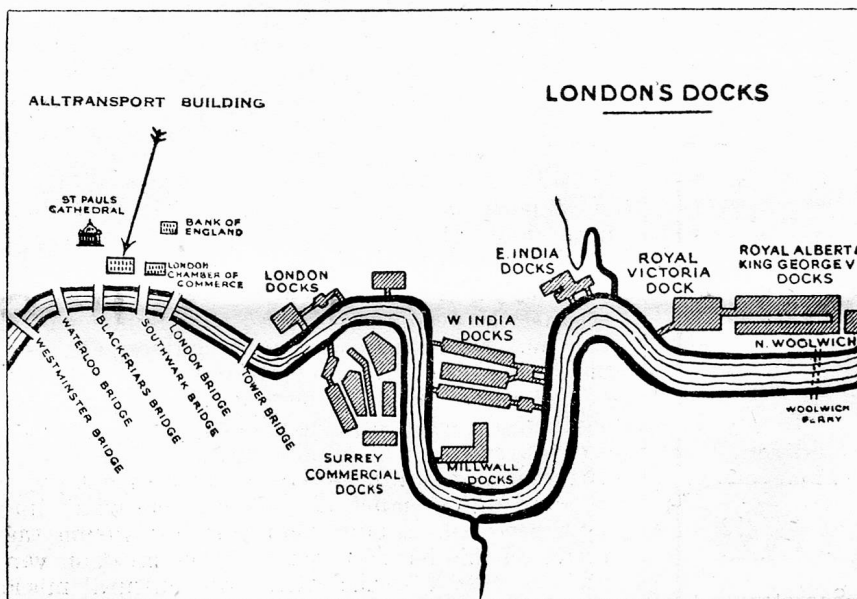 LONDON'S DOCKS
ALLTRANSPORT BUILDING
ST PAULS
CATHEDRAL
BANK OF
ENGLAND
LONDON
CHAMBER OF
COMMERCE
LONDON
DOCKS
E. INDIA
DOCKS
ROYAL
VICTORIA
DOCK
ROYAL ALBERT &
KING GEORGE V
DOCKS
W INDIA
DOCKS
N. WOOLWICH
WOOLWICH
FERRY
WESTMINSTER BRIDGE
WATERLOO BRIDGE
BLACKFRIARS BRIDGE
SOUTHWARK BRIDGE
LONDON BRIDGE
TOWER BRIDGE
SURREY
COMMERCIAL
DOCKS
MILLWALL
DOCKS